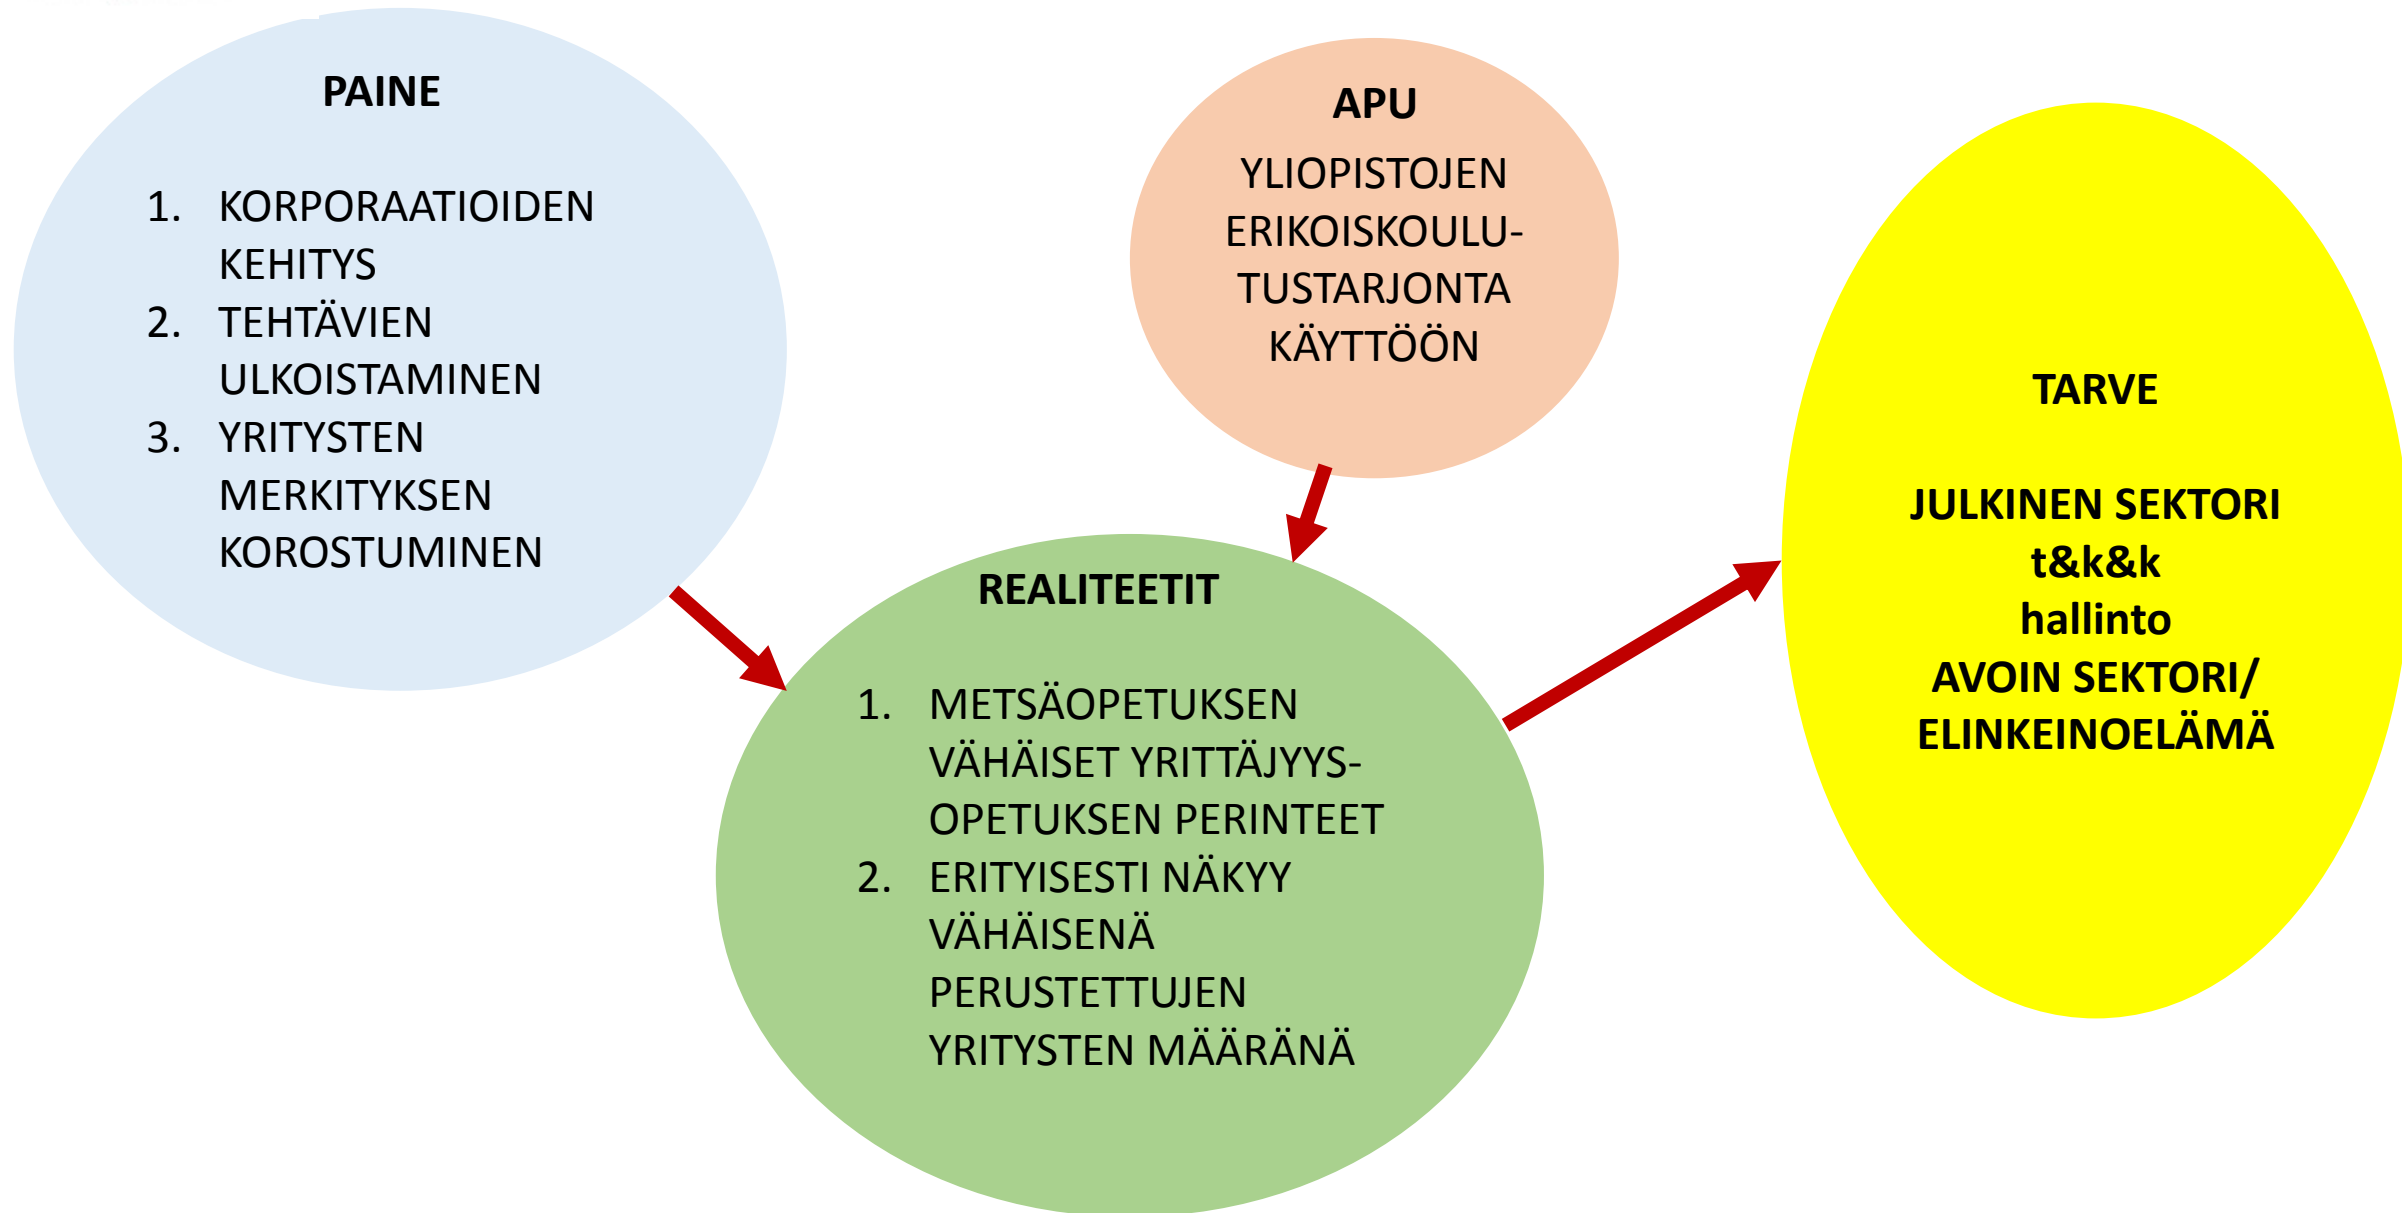 PAINE
1. KORPORAATIOIDEN
KEHITYS
2. TEHTÄVIEN
ULKOISTAMINEN
3. YRITYSTEN
MERKITYKSEN
KOROSTUMINEN
APU
YLIOPISTOJEN
ERIKOISKOULU-
TUSTARJONTA
KÄYTTÖÖN
REALITEETIT
1. METSÄOPETUKSEN
VÄHÄISET YRITTÄJYYS-
OPETUKSEN PERINTEET
2. ERITYISESTI NÄKYY
VÄHÄISENÄ
PERUSTETTUJEN
YRITYSTEN MÄÄRÄNÄ
TARVE
JULKINEN SEKTORI
t&k&k
hallinto
AVOIN SEKTORI/
ELINKEINOELÄMÄ